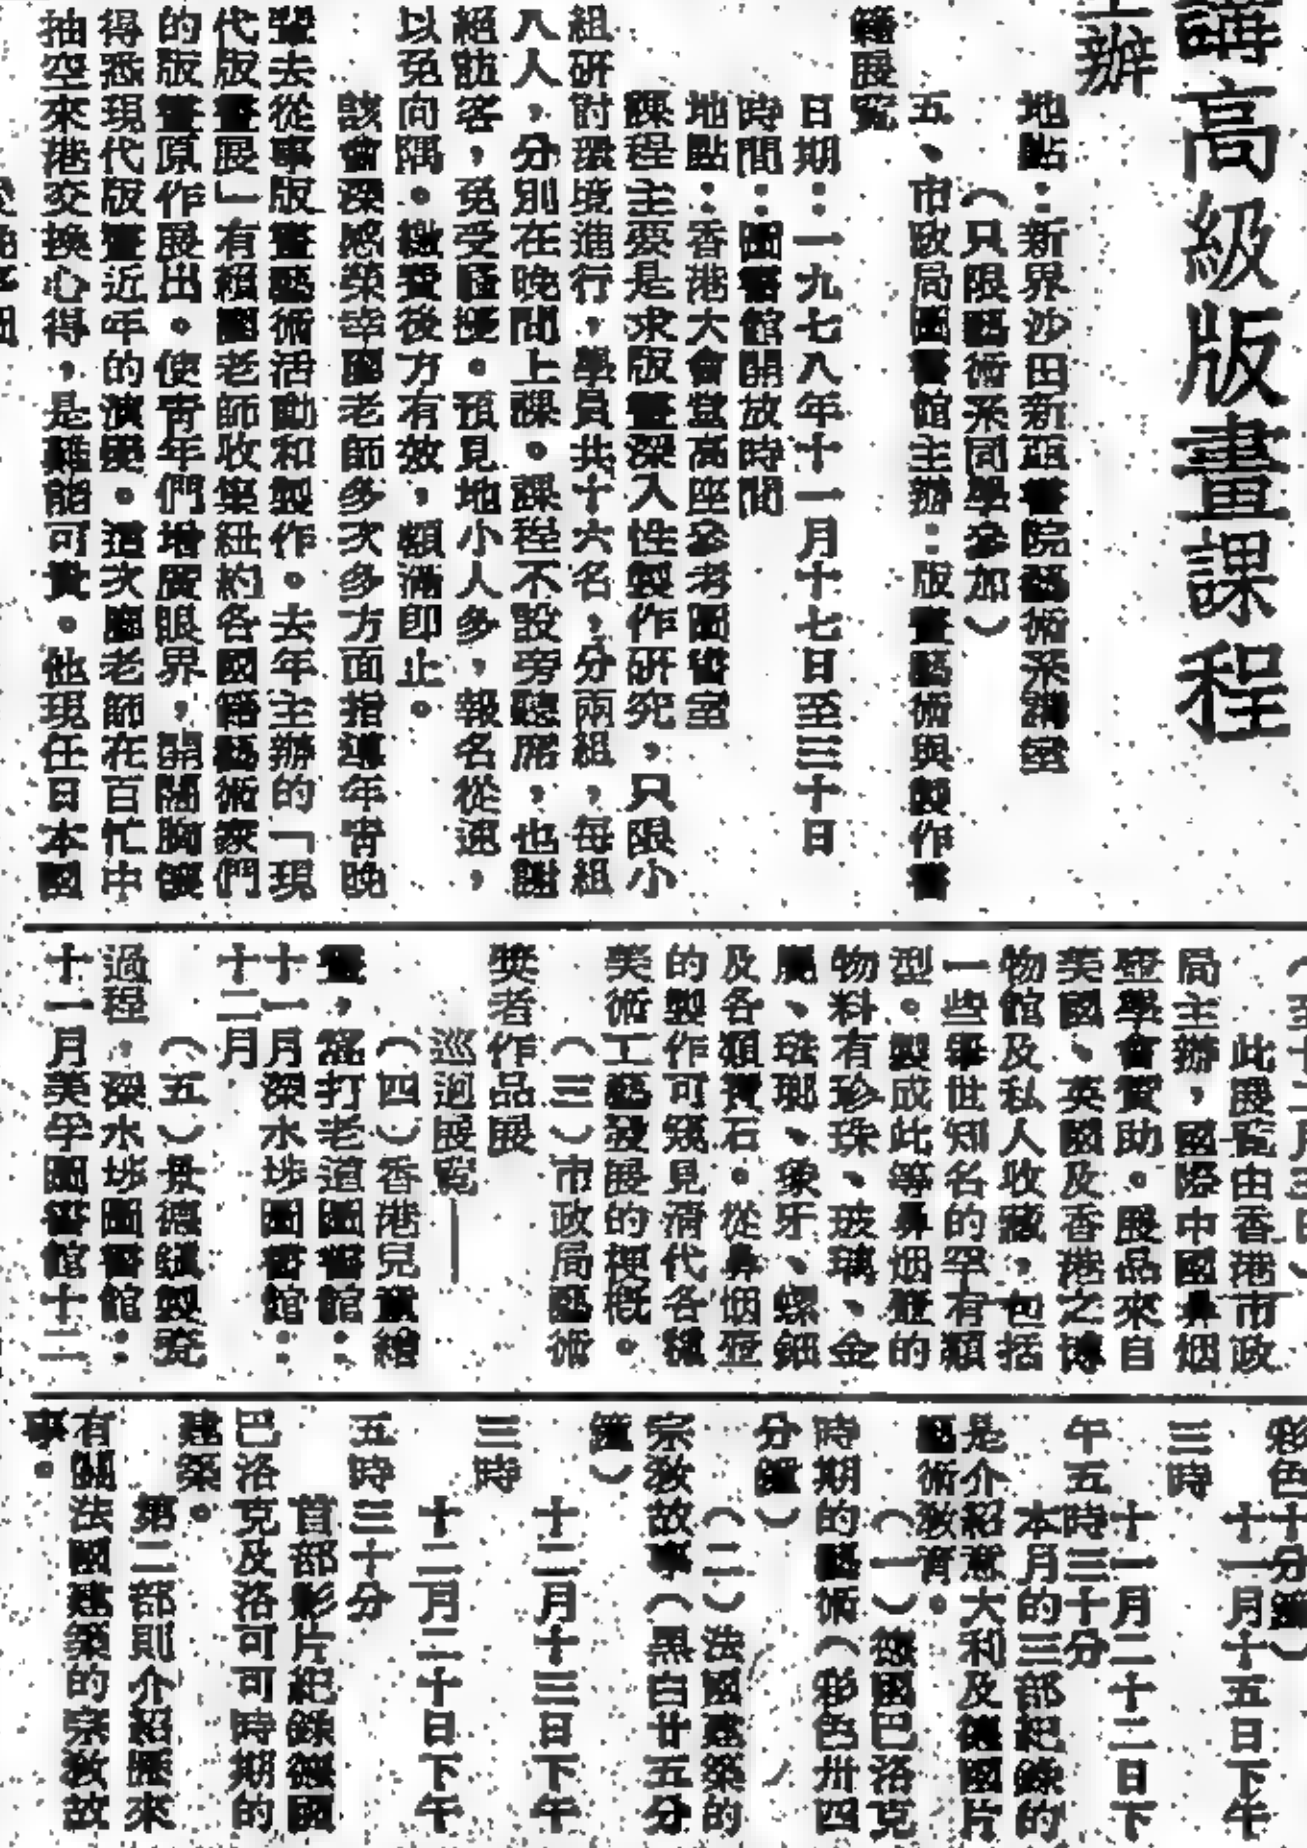 講高級版畫課程
主辦
地點：新界沙田新亞書院藝術系講室
（只限藝術系同學參加）
五、市政局圖書館主辦：版畫藝術與製作書
籍展覽
日期：一九七八年十一月十七日至三十日
時間：圖書館開放時間
地點：香港大會堂高座參考圖書室
課程主要是求版畫深入性製作研究，只限小
組研討環境進行，學員共十六名，分兩組，每組
八人，分別在晚間上課。課程不設旁聽席，也謝
絕訪客，免受騷擾。預見地小人多，報名從速，
以免向隅。繳費後方有效，額滿即止。
該會深感榮幸 老師多次多方面指導年青晚
輩去從事版畫藝術活動和製作。去年主辦的「現
代版畫展」有賴 老師收集紐約各國籍藝術家們
的版畫原作展出。使青年們增廣眼界，開闊胸襟
得悉現代版畫近年的演變。這次 老師在百忙中
抽空來港交換心得，是難能可貴。他現任日本國
（至十二月三日）
此展覧由香港市政
局主辦，國際中國鼻烟
壺學會贊助。展品來自
美國、英國及香港之博
物館及私人收藏，包括
一些舉世知名的罕有類
型。製成此等鼻烟壺的
物料有珍珠、玻璃、金
屬、琺瑯、象牙、螺鈿
及各類寶石。從鼻烟壺
的製作可窺見清代各種
美術工藝發展的梗概。
（三）市政局藝術
獎者作品展
巡迴展覧——
（四）香港兒童繪
畫，窩打老道圖書館：
十一月深水埗圖書館：
十二月
（五）景德鎮製瓷
過程，深水埗圖書館：
十一月美孚圖書館十二
彩色十分鐘）
十一月十五日下午
三時
十一月二十二日下
午五時三十分
本月的三部紀錄的
是介紹意大利及德國片
藝術教育。
（一）德國巴洛克
時期的藝術（彩色卅四
分鐘）
（二）法國建築的
宗教故事（黑白廿五分
鐘）
十二月十三日下午
三時
十二月二十日下午
五時三十分
首部影片紀錄德國
巴洛克及洛可可時期的
建築。
第二部則介紹歷來
有關法國建築的宗教故
事。